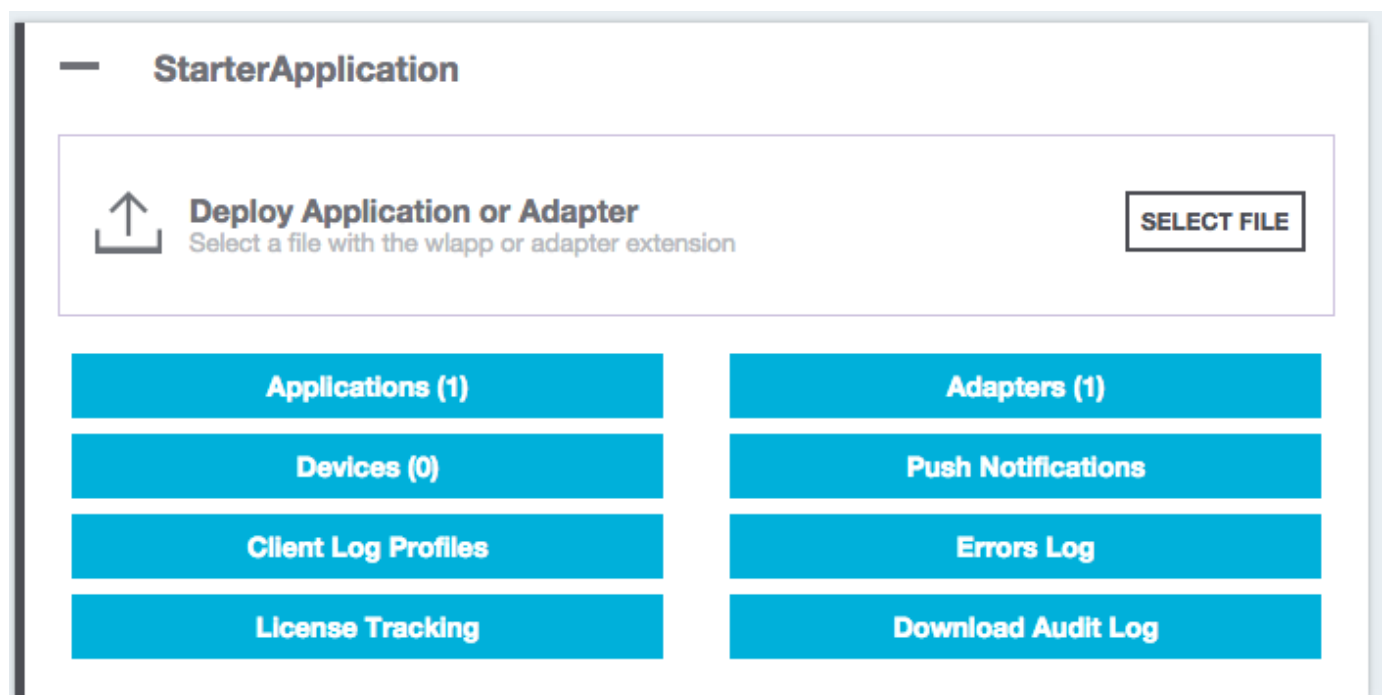 StarterApplication
Deploy Application or Adapter
Select a file with the wlapp or adapter extension
SELECT FILE
Applications (1)
Adapters (1)
Devices (0)
Push Notifications
Client Log Profiles
Errors Log
License Tracking
Download Audit Log